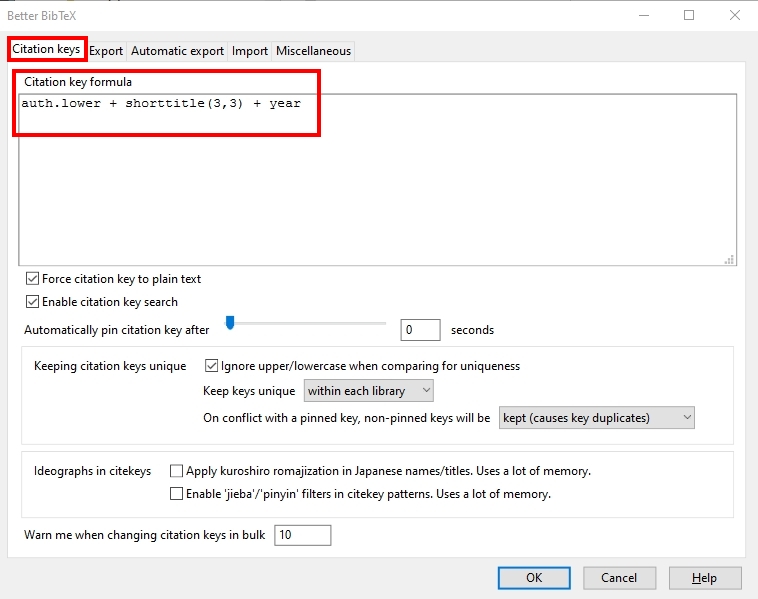 Better BibTeX
Citation keys Export Automatic export Import Miscellaneous
Citation key formula
auth.lower + shorttitle(3,3) + year
Force citation key to plain text
Enable citation key search
Automatically pin citation key after 0 seconds
Keeping citation keys unique Ignore upper/lowercase when comparing for uniqueness
Keep keys unique within each library
On conflict with a pinned key, non-pinned keys will be kept (causes key duplicates)
Ideographs in citekeys Apply kuroshiro romajization in Japanese names/titles. Uses a lot of memory.
Enable 'jieba'/'pinyin' filters in citekey patterns. Uses a lot of memory.
Warn me when changing citation keys in bulk 10
OK Cancel Help